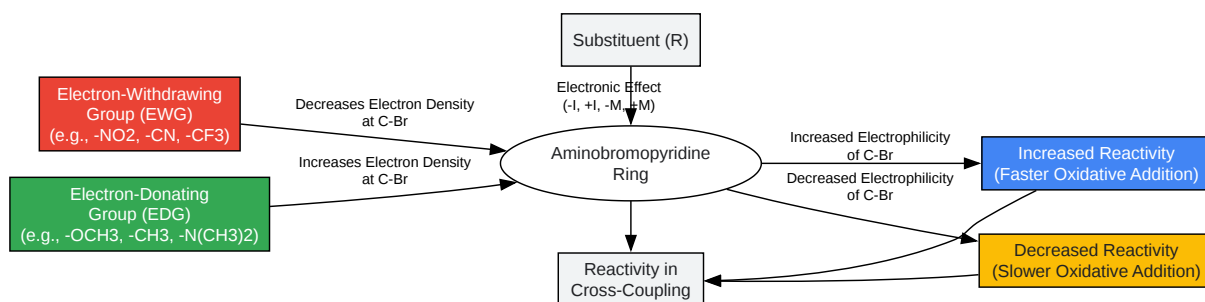 Substituent (R)
Electron-Withdrawing
Group (EWG)
(e.g., -NO2, -CN, -CF3)
Decreases Electron Density
at C-Br
Electronic Effect
(-I, +I, -M, +M)
Increases Electron Density
at C-Br
Electron-Donating
Group (EDG)
(e.g., -OCH3, -CH3, -N(CH3)2)
Aminobromopyridine
Ring
Increased Electrophilicity
of C-Br
Decreased Electrophilicity
of C-Br
Increased Reactivity
(Faster Oxidative Addition)
Decreased Reactivity
(Slower Oxidative Addition)
Reactivity in
Cross-Coupling